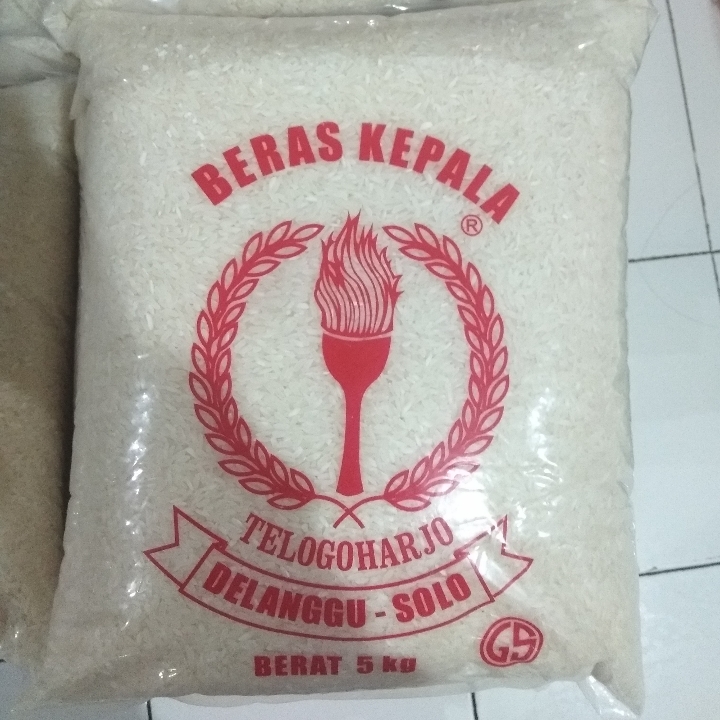 BERAS KEPALA
®
TELOGOHARJO
DELANGGU - SOLO
GS
BERAT 5 kg